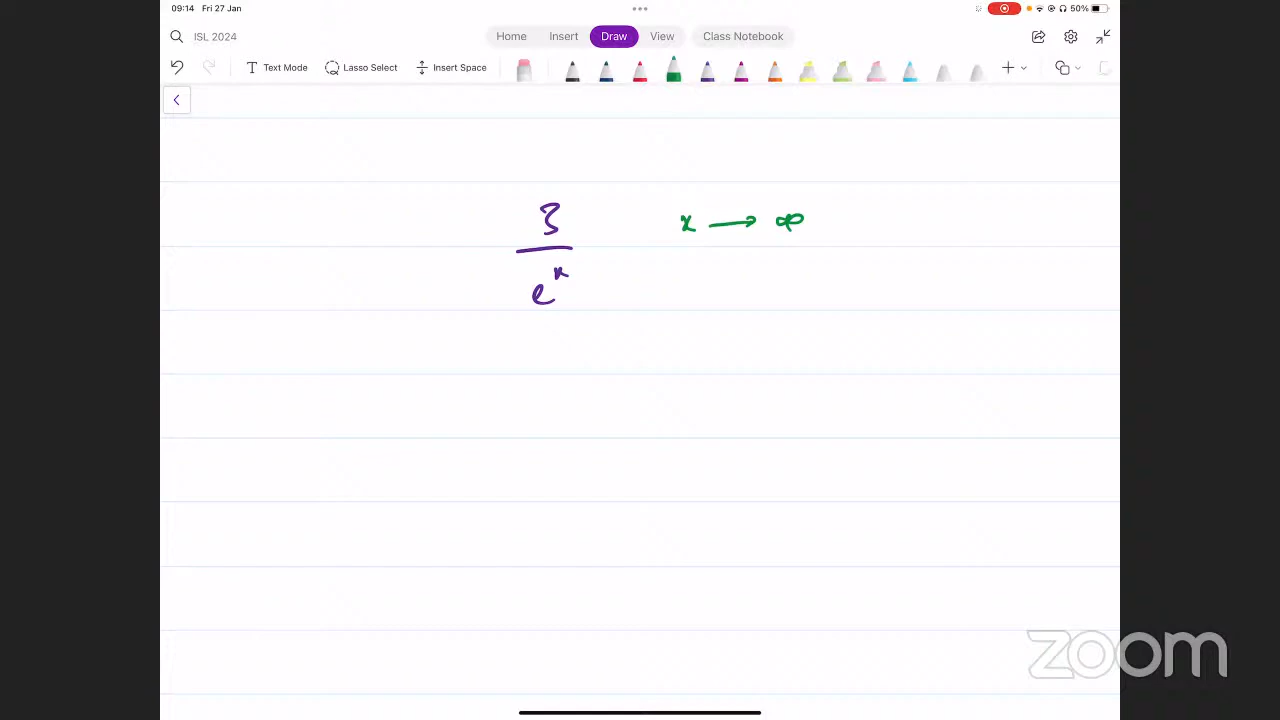 09:14 Fri 27 Jan
50%
ISL 2024
Home Insert Draw View Class Notebook
Text Mode Lasso Select Insert Space
3 x → ∞
e^x
zoom